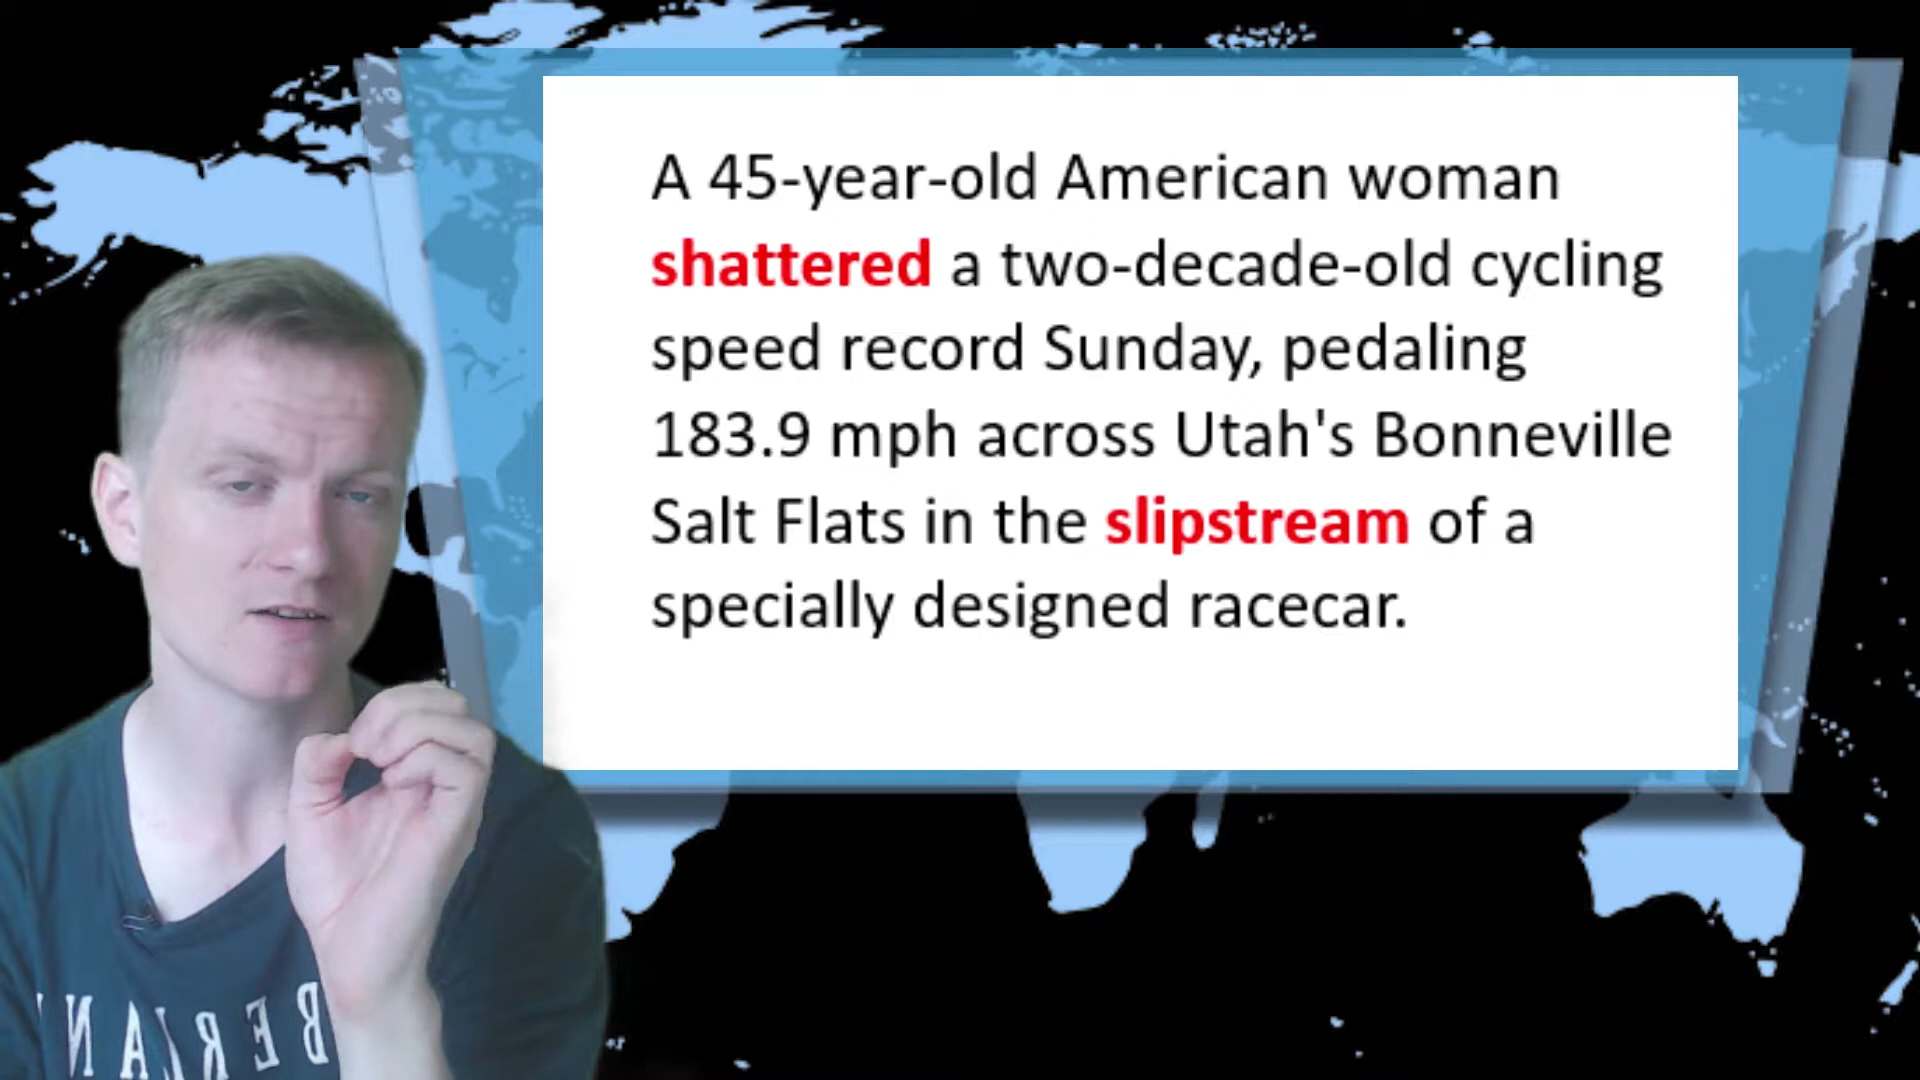 A 45-year-old American woman
shattered a two-decade-old cycling
speed record Sunday, pedaling
183.9 mph across Utah's Bonneville
Salt Flats in the slipstream of a
specially designed racecar.